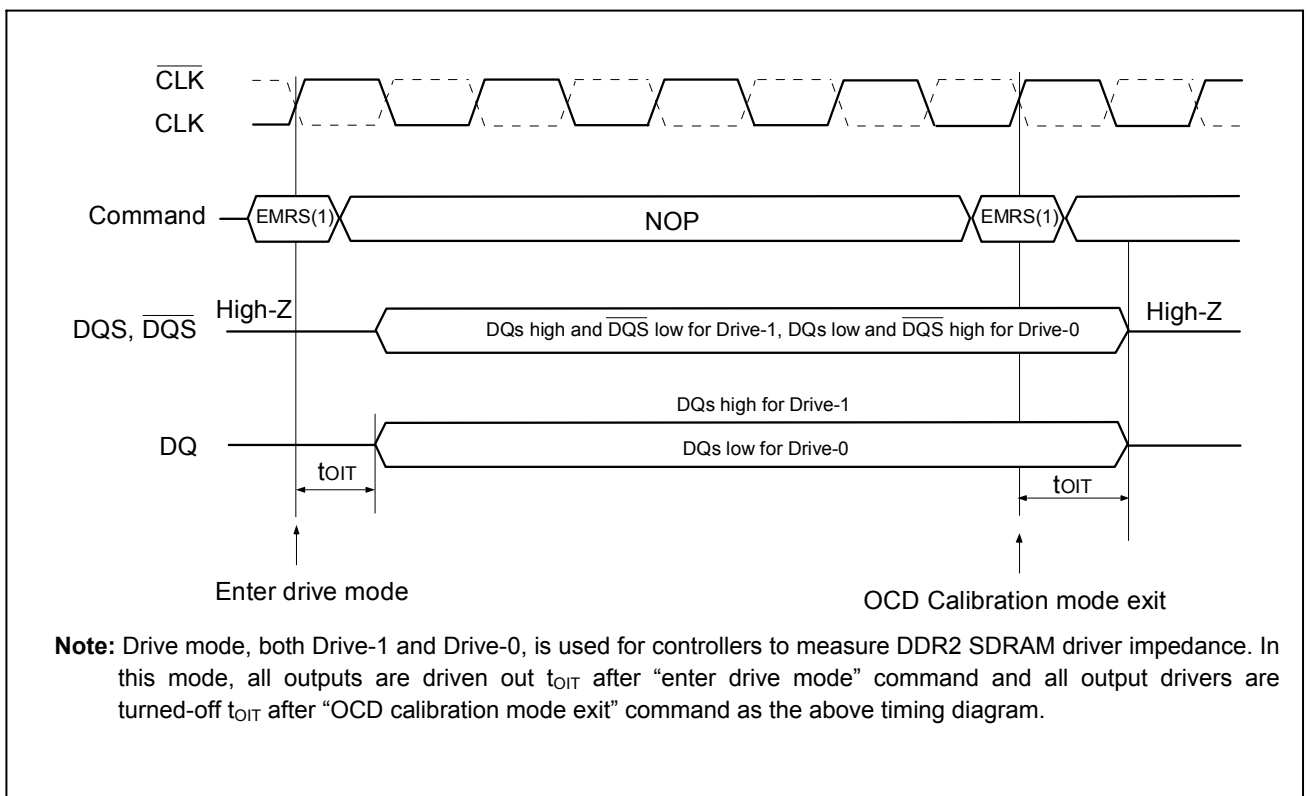 C̅L̅K̅
CLK
Command
EMRS(1)
NOP
EMRS(1)
DQS, D̅Q̅S̅
High-Z
DQs high and D̅Q̅S̅ low for Drive-1, DQs low and D̅Q̅S̅ high for Drive-0
High-Z
DQs high for Drive-1
DQ
DQs low for Drive-0
tOIT
tOIT
Enter drive mode
OCD Calibration mode exit
Note: Drive mode, both Drive-1 and Drive-0, is used for controllers to measure DDR2 SDRAM driver impedance. In
this mode, all outputs are driven out tOIT after “enter drive mode” command and all output drivers are
turned-off tOIT after “OCD calibration mode exit” command as the above timing diagram.